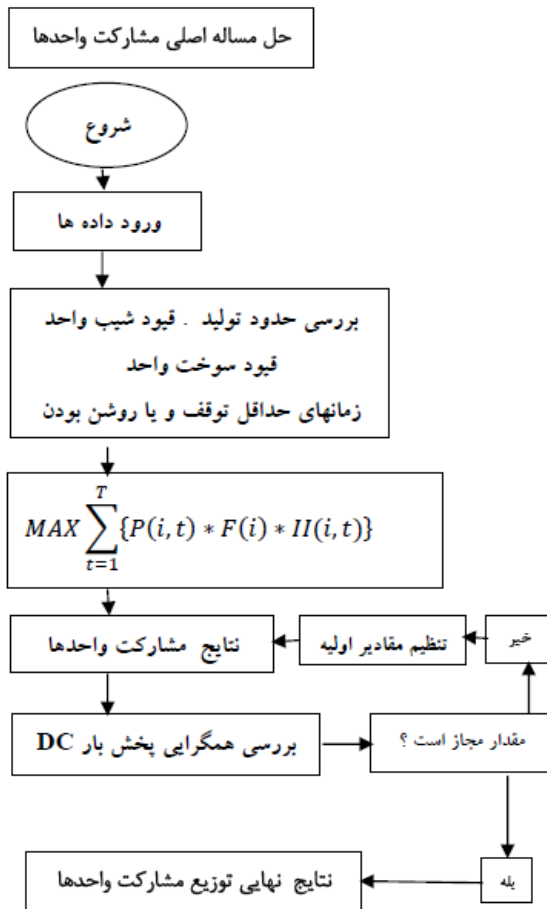 حل مساله اصلی مشارکت واحدها
شروع
ورود داده ها
بررسی حدود تولید . قیود شیب واحد
قیود سوخت واحد
زمانهای حداقل توقف و یا روشن بودن
MAX \sum_{t=1}^{T} {P(i,t) * F(i) * II(i,t)}
خیر
تنظیم مقادیر اولیه
نتایج مشارکت واحدها
بررسی همگرایی پخش بار DC
مقدار مجاز است ؟
بله
نتایج نهایی توزیع مشارکت واحدها